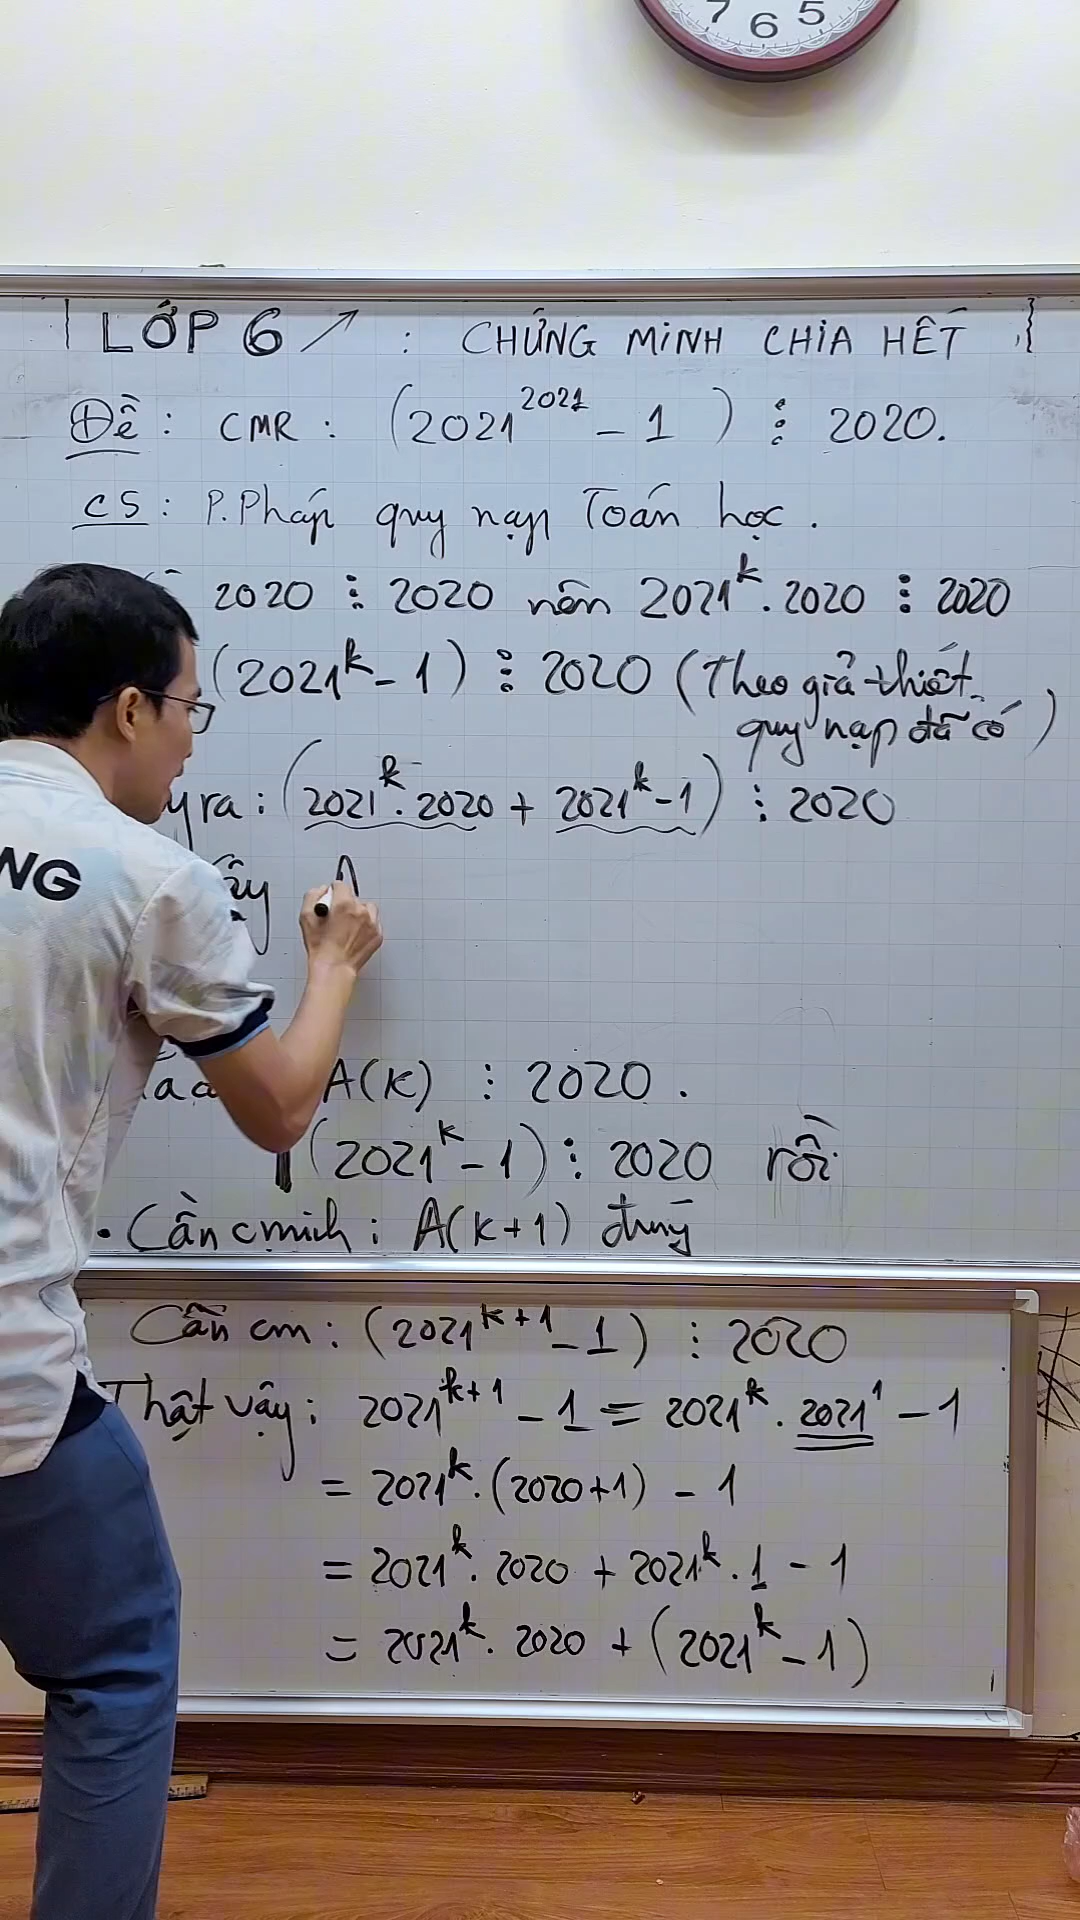 7 6 5
LỚP 6 ↗ : CHỨNG MINH CHIA HẾT
Đề : CMR : (2021^2021 - 1) ⋮ 2020.
CS : P.Pháp quy nạp Toán học .
2020 ⋮ 2020 nên 2021^k . 2020 ⋮ 2020
(2021^k - 1) ⋮ 2020 (Theo giả thiết
quy nạp đã có)
y ra : (2021^k . 2020 + 2021^k - 1) ⋮ 2020
NG
A(k) ⋮ 2020 .
(2021^k - 1) ⋮ 2020 rồi
• Cần cminh : A(k+1) đúng
Cần cm : (2021^k+1 - 1) ⋮ 2020
Thật vậy : 2021^k+1 - 1 = 2021^k . 2021^1 - 1
= 2021^k . (2020+1) - 1
= 2021^k . 2020 + 2021^k . 1 - 1
= 2021^k . 2020 + (2021^k - 1)